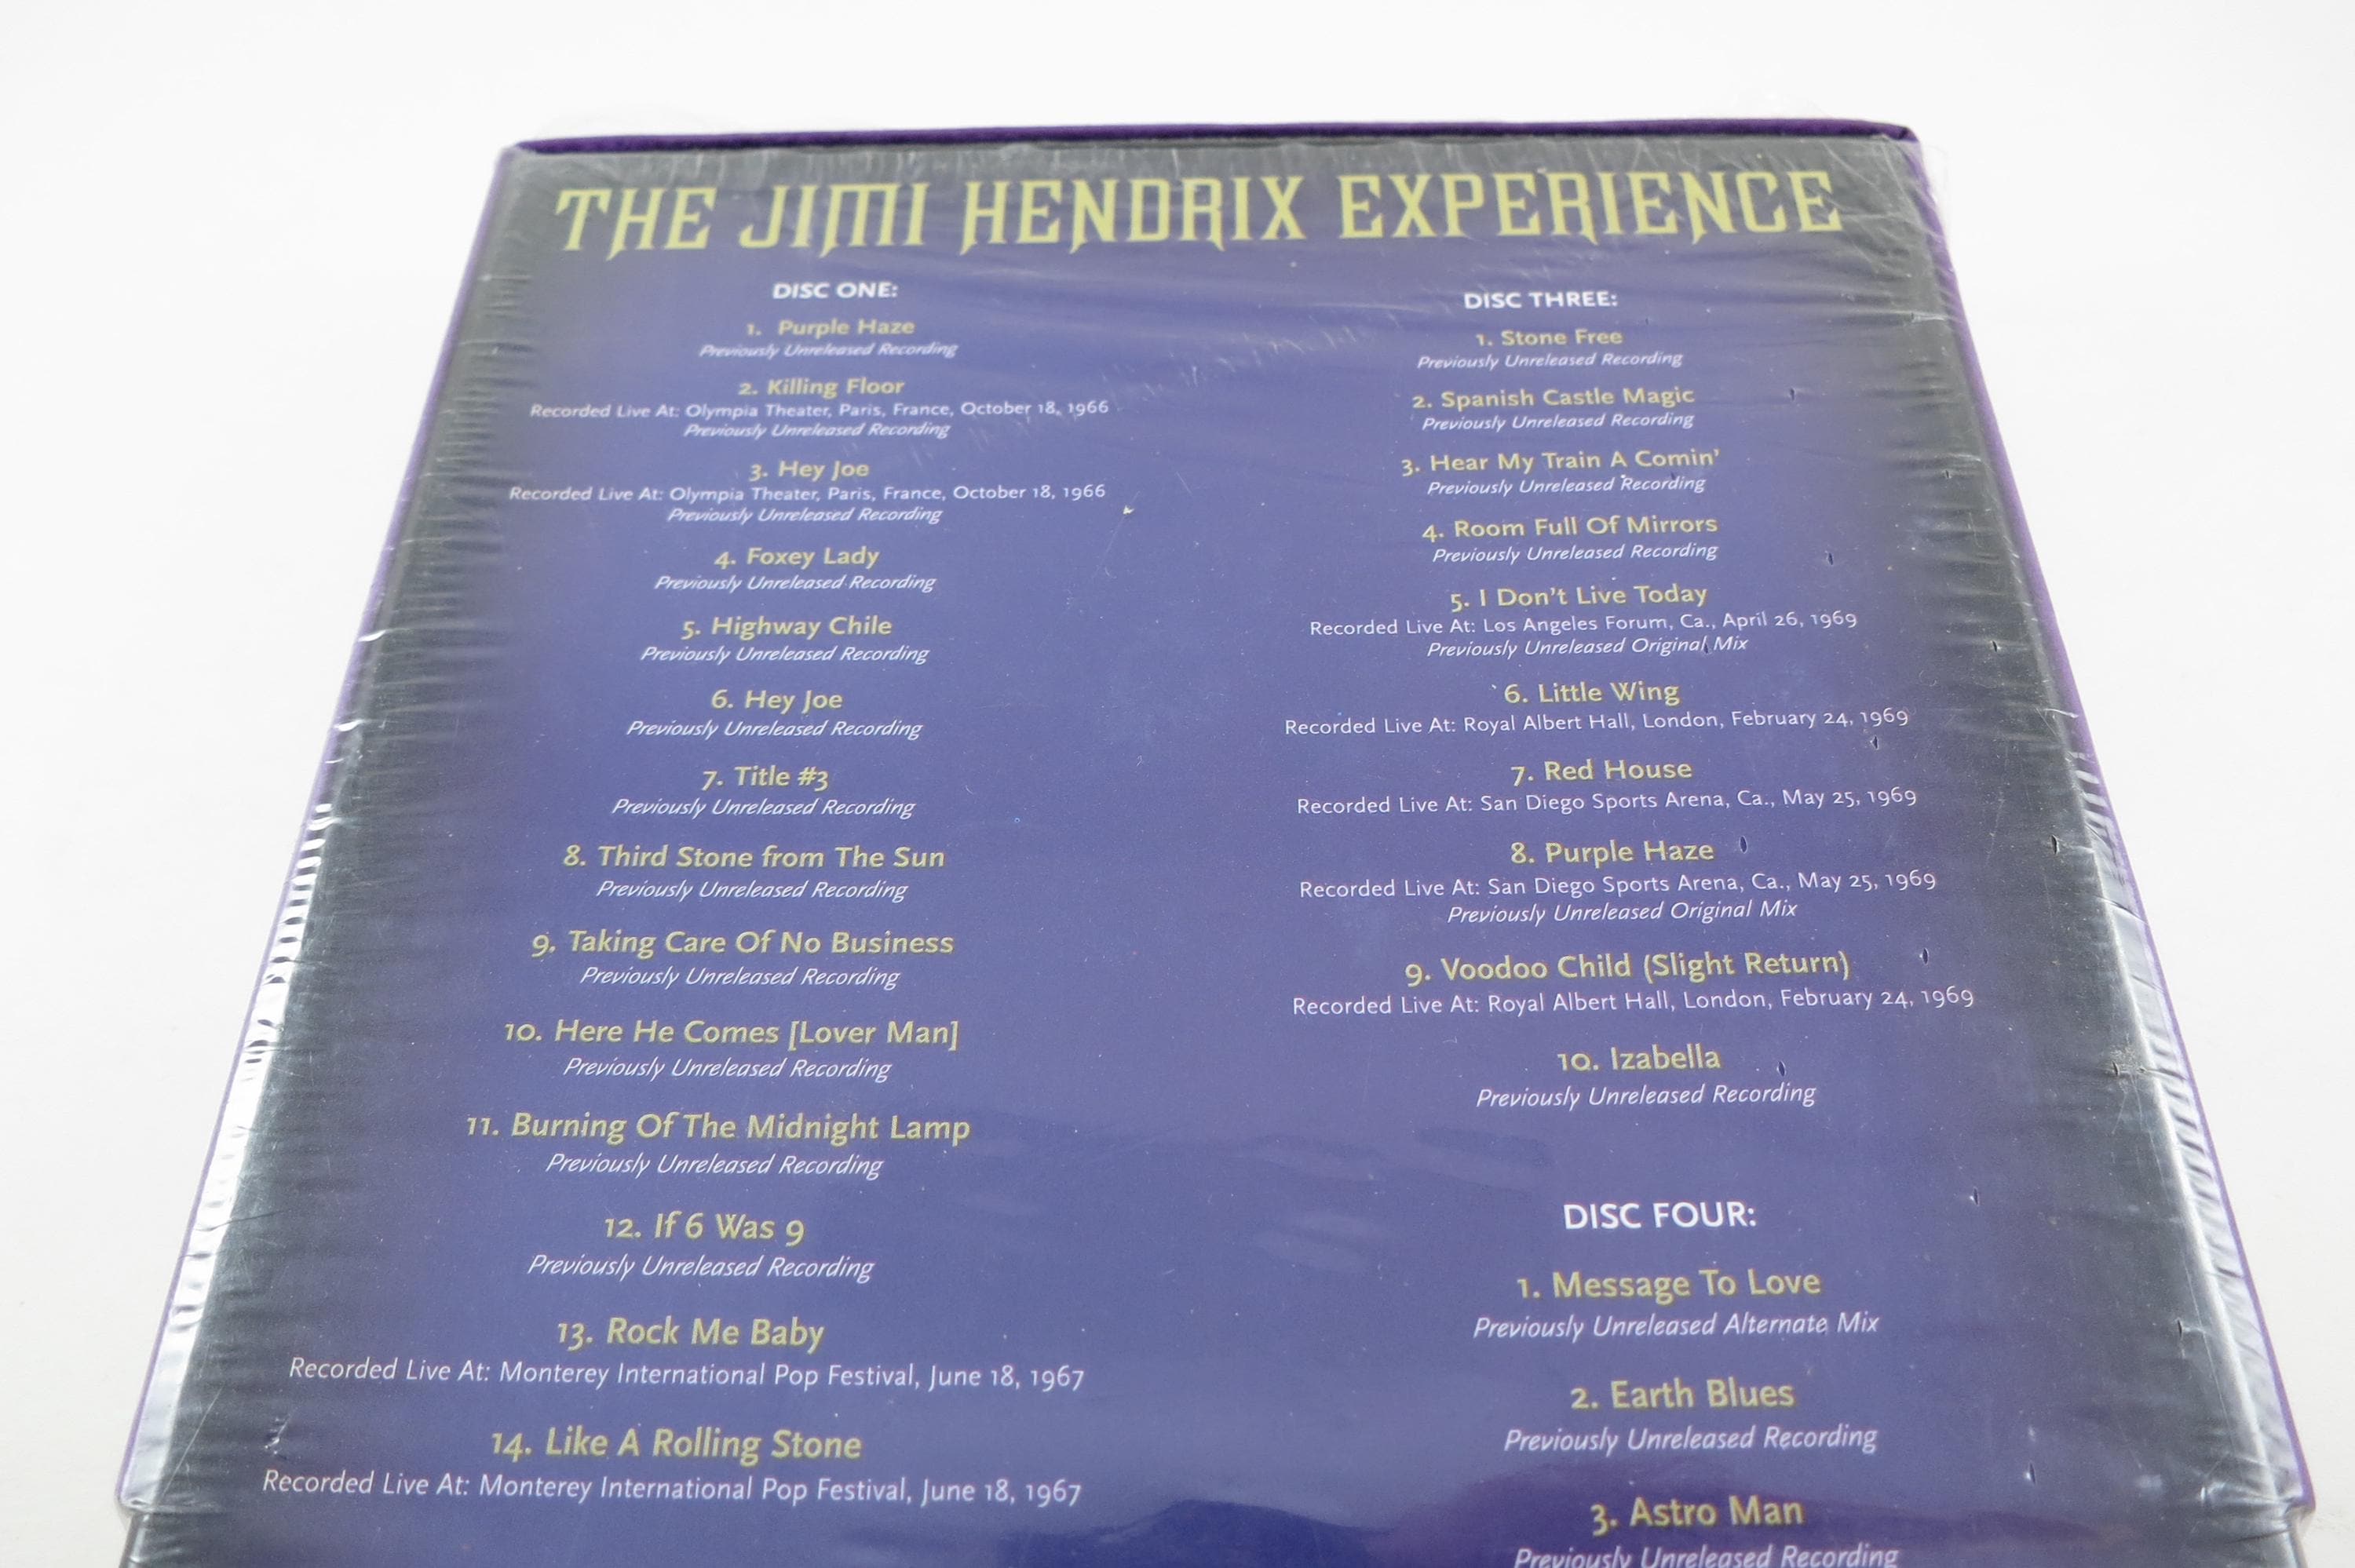 THE JIMI HENDRIX EXPERIENCE
DISC ONE:
1. Purple Haze
Previously Unreleased Recording
2. Killing Floor
Recorded Live At: Olympia Theater, Paris, France, October 18, 1966
Previously Unreleased Recording
3. Hey Joe
Recorded Live At: Olympia Theater, Paris, France, October 18, 1966
Previously Unreleased Recording
4. Foxey Lady
Previously Unreleased Recording
5. Highway Chile
Previously Unreleased Recording
6. Hey Joe
Previously Unreleased Recording
7. Title #3
Previously Unreleased Recording
8. Third Stone from The Sun
Previously Unreleased Recording
9. Taking Care Of No Business
Previously Unreleased Recording
10. Here He Comes [Lover Man]
Previously Unreleased Recording
11. Burning Of The Midnight Lamp
Previously Unreleased Recording
12. If 6 Was 9
Previously Unreleased Recording
13. Rock Me Baby
Recorded Live At: Monterey International Pop Festival, June 18, 1967
14. Like A Rolling Stone
Recorded Live At: Monterey International Pop Festival, June 18, 1967
DISC THREE:
1. Stone Free
Previously Unreleased Recording
2. Spanish Castle Magic
Previously Unreleased Recording
3. Hear My Train A Comin'
Previously Unreleased Recording
4. Room Full Of Mirrors
Previously Unreleased Recording
5. I Don't Live Today
Recorded Live At: Los Angeles Forum, Ca., April 26, 1969
Previously Unreleased Original Mix
6. Little Wing
Recorded Live At: Royal Albert Hall, London, February 24, 1969
7. Red House
Recorded Live At: San Diego Sports Arena, Ca., May 25, 1969
8. Purple Haze
Recorded Live At: San Diego Sports Arena, Ca., May 25, 1969
Previously Unreleased Original Mix
9. Voodoo Child (Slight Return)
Recorded Live At: Royal Albert Hall, London, February 24, 1969
10. Izabella
Previously Unreleased Recording
DISC FOUR:
1. Message To Love
Previously Unreleased Alternate Mix
2. Earth Blues
Previously Unreleased Recording
3. Astro Man
Previously Unreleased Recording